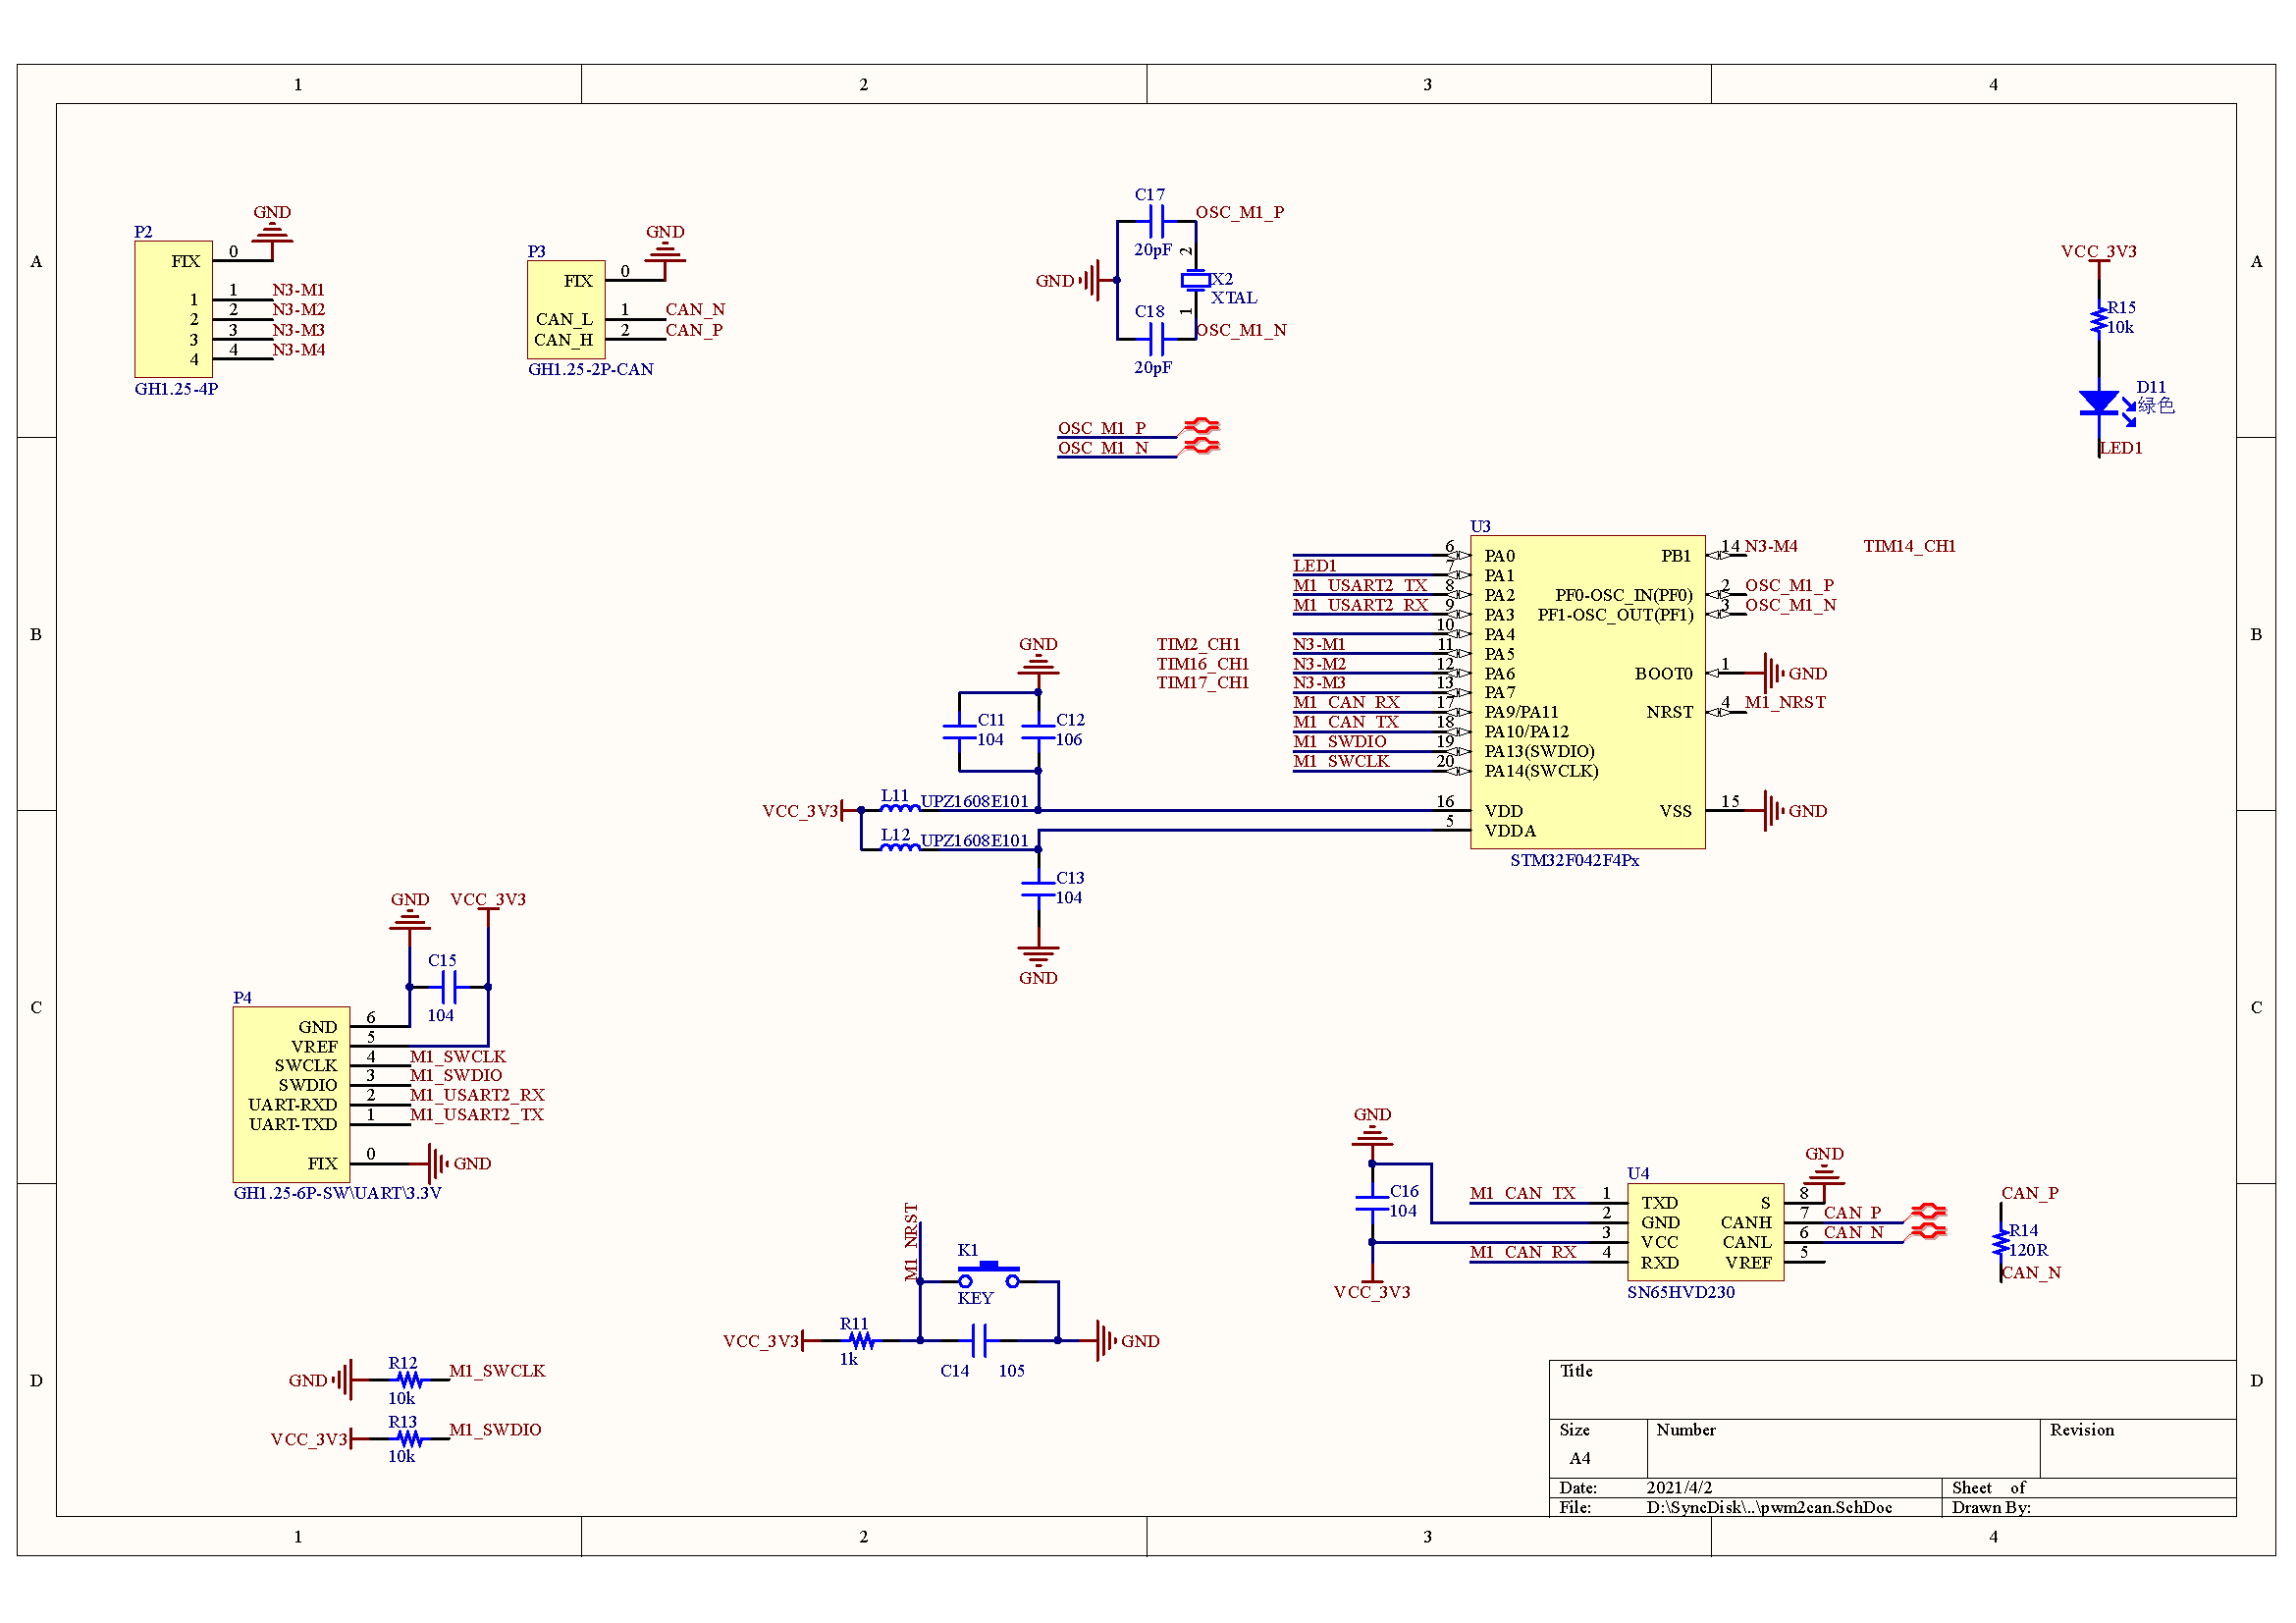 1
2
3
4
A
A
B
B
C
C
D
D
GND
P2
FIX
0
1
1
N3-M1
2
2
N3-M2
3
3
N3-M3
4
4
N3-M4
GH1.25-4P
GND
P3
FIX
0
CAN_L
1
CAN_N
CAN_H
2
CAN_P
GH1.25-2P-CAN
C17
OSC_M1_P
20pF
2
GND
X2
XTAL
C18
1
OSC_M1_N
20pF
OSC_M1_P
OSC_M1_N
VCC_3V3
R15
10k
D11
绿色
LED1
U3
6
PA0
LED1
7
PA1
M1_USART2_TX
8
PA2
M1_USART2_RX
9
PA3
10
PA4
TIM2_CH1
N3-M1
11
PA5
TIM16_CH1
N3-M2
12
PA6
TIM17_CH1
N3-M3
13
PA7
M1_CAN_RX
17
PA9/PA11
M1_CAN_TX
18
PA10/PA12
M1_SWDIO
19
PA13(SWDIO)
M1_SWCLK
20
PA14(SWCLK)
16
VDD
5
VDDA
PB1
14
N3-M4
TIM14_CH1
PF0-OSC_IN(PF0)
2
OSC_M1_P
PF1-OSC_OUT(PF1)
3
OSC_M1_N
BOOT0
1
GND
NRST
4
M1_NRST
VSS
15
GND
STM32F042F4Px
GND
C11
104
C12
106
VCC_3V3
L11
UPZ1608E101
L12
UPZ1608E101
C13
104
GND
GND
VCC_3V3
C15
104
P4
GND
6
VREF
5
SWCLK
4
M1_SWCLK
SWDIO
3
M1_SWDIO
UART-RXD
2
M1_USART2_RX
UART-TXD
1
M1_USART2_TX
FIX
0
GND
GH1.25-6P-SW\UART\3.3V
M1_NRST
K1
KEY
VCC_3V3
R11
1k
C14
105
GND
GND
R12
10k
M1_SWCLK
VCC_3V3
R13
10k
M1_SWDIO
GND
C16
104
VCC_3V3
U4
M1_CAN_TX
1
TXD
2
GND
3
VCC
M1_CAN_RX
4
RXD
GND
S
8
CANH
7
CAN_P
CANL
6
CAN_N
VREF
5
SN65HVD230
CAN_P
R14
120R
CAN_N
Title
Size
A4
Number
Revision
Date:
2021/4/2
Sheet of
File:
D:\SyncDisk\..\pwm2can.SchDoc
Drawn By:
1
2
3
4